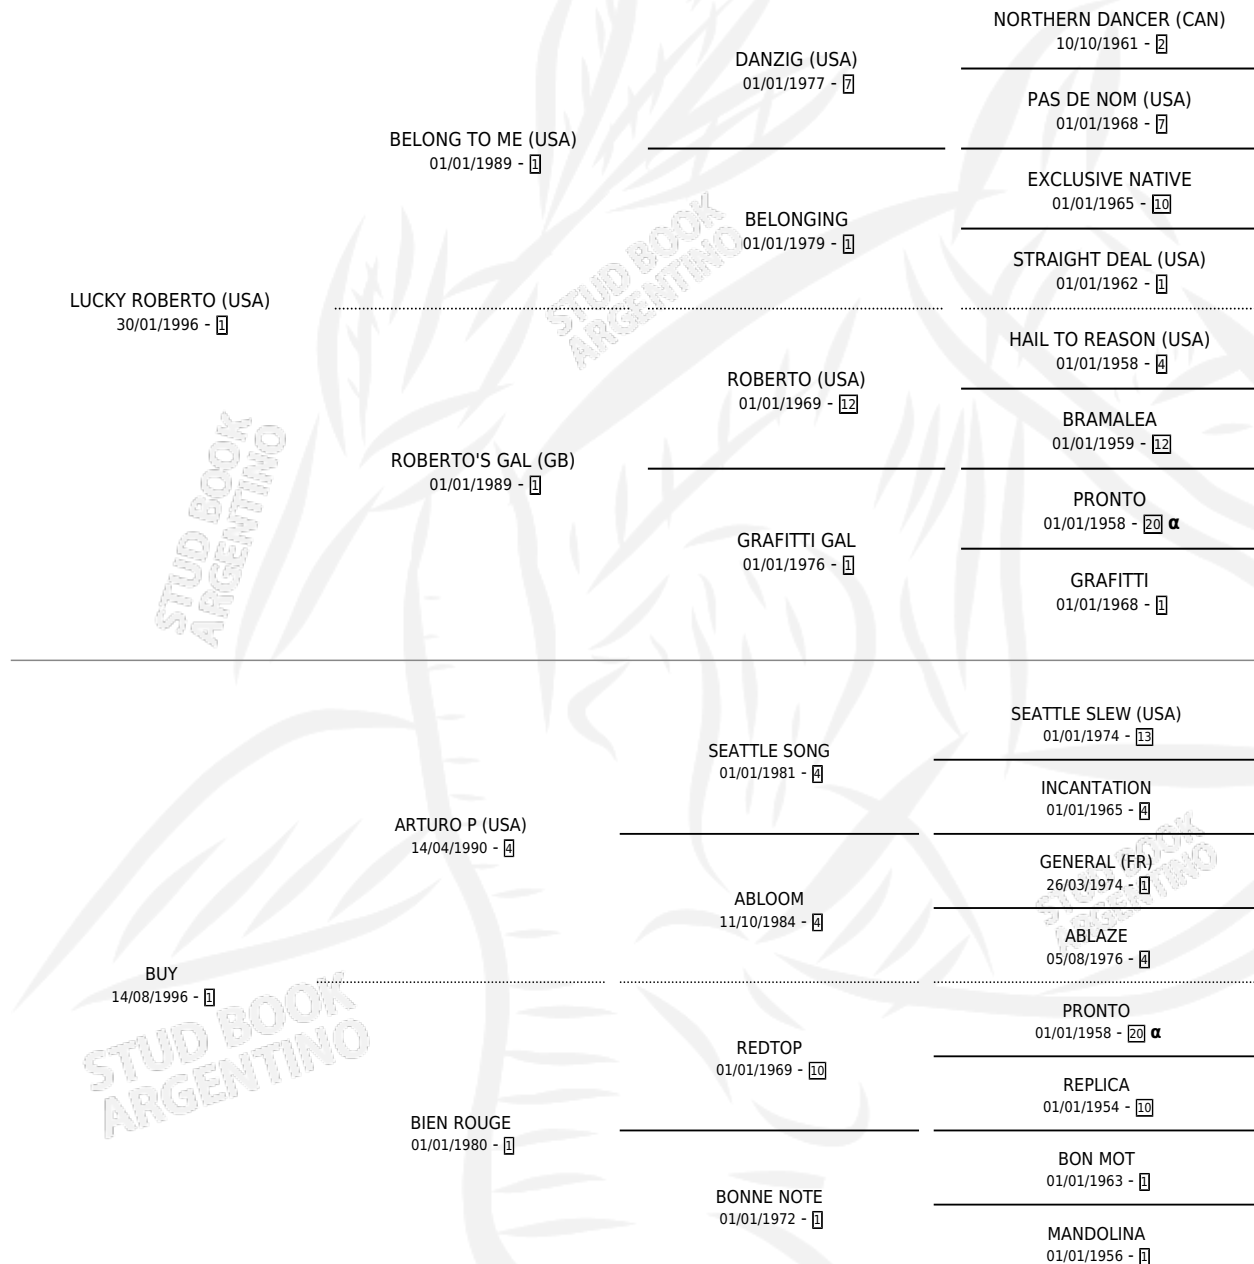 NORTHERN DANCER (CAN)
10/10/1961 - 2
DANZIG (USA)
01/01/1977 - 7
PAS DE NOM (USA)
01/01/1968 - 7
BELONG TO ME (USA)
01/01/1989 - 1
EXCLUSIVE NATIVE
01/01/1965 - 10
BELONGING
01/01/1979 - 1
STRAIGHT DEAL (USA)
01/01/1962 - 1
LUCKY ROBERTO (USA)
30/01/1996 - 1
HAIL TO REASON (USA)
01/01/1958 - 4
ROBERTO (USA)
01/01/1969 - 12
BRAMALEA
01/01/1959 - 12
ROBERTO'S GAL (GB)
01/01/1989 - 1
PRONTO
01/01/1958 - 20 α
GRAFITTI GAL
01/01/1976 - 1
GRAFITTI
01/01/1968 - 1
SEATTLE SLEW (USA)
01/01/1974 - 13
SEATTLE SONG
01/01/1981 - 4
INCANTATION
01/01/1965 - 4
ARTURO P (USA)
14/04/1990 - 4
GENERAL (FR)
26/03/1974 - 1
ABLOOM
11/10/1984 - 4
ABLAZE
05/08/1976 - 4
BUY
14/08/1996 - 1
PRONTO
01/01/1958 - 20 α
REDTOP
01/01/1969 - 10
REPLICA
01/01/1954 - 10
BIEN ROUGE
01/01/1980 - 1
BON MOT
01/01/1963 - 1
BONNE NOTE
01/01/1972 - 1
MANDOLINA
01/01/1956 - 1
STUD BOOK
ARGENTINO
STUD BOOK
ARGENTINO
STUD BOOK
ARGENTINO
STUD BOOK
ARGENTINO